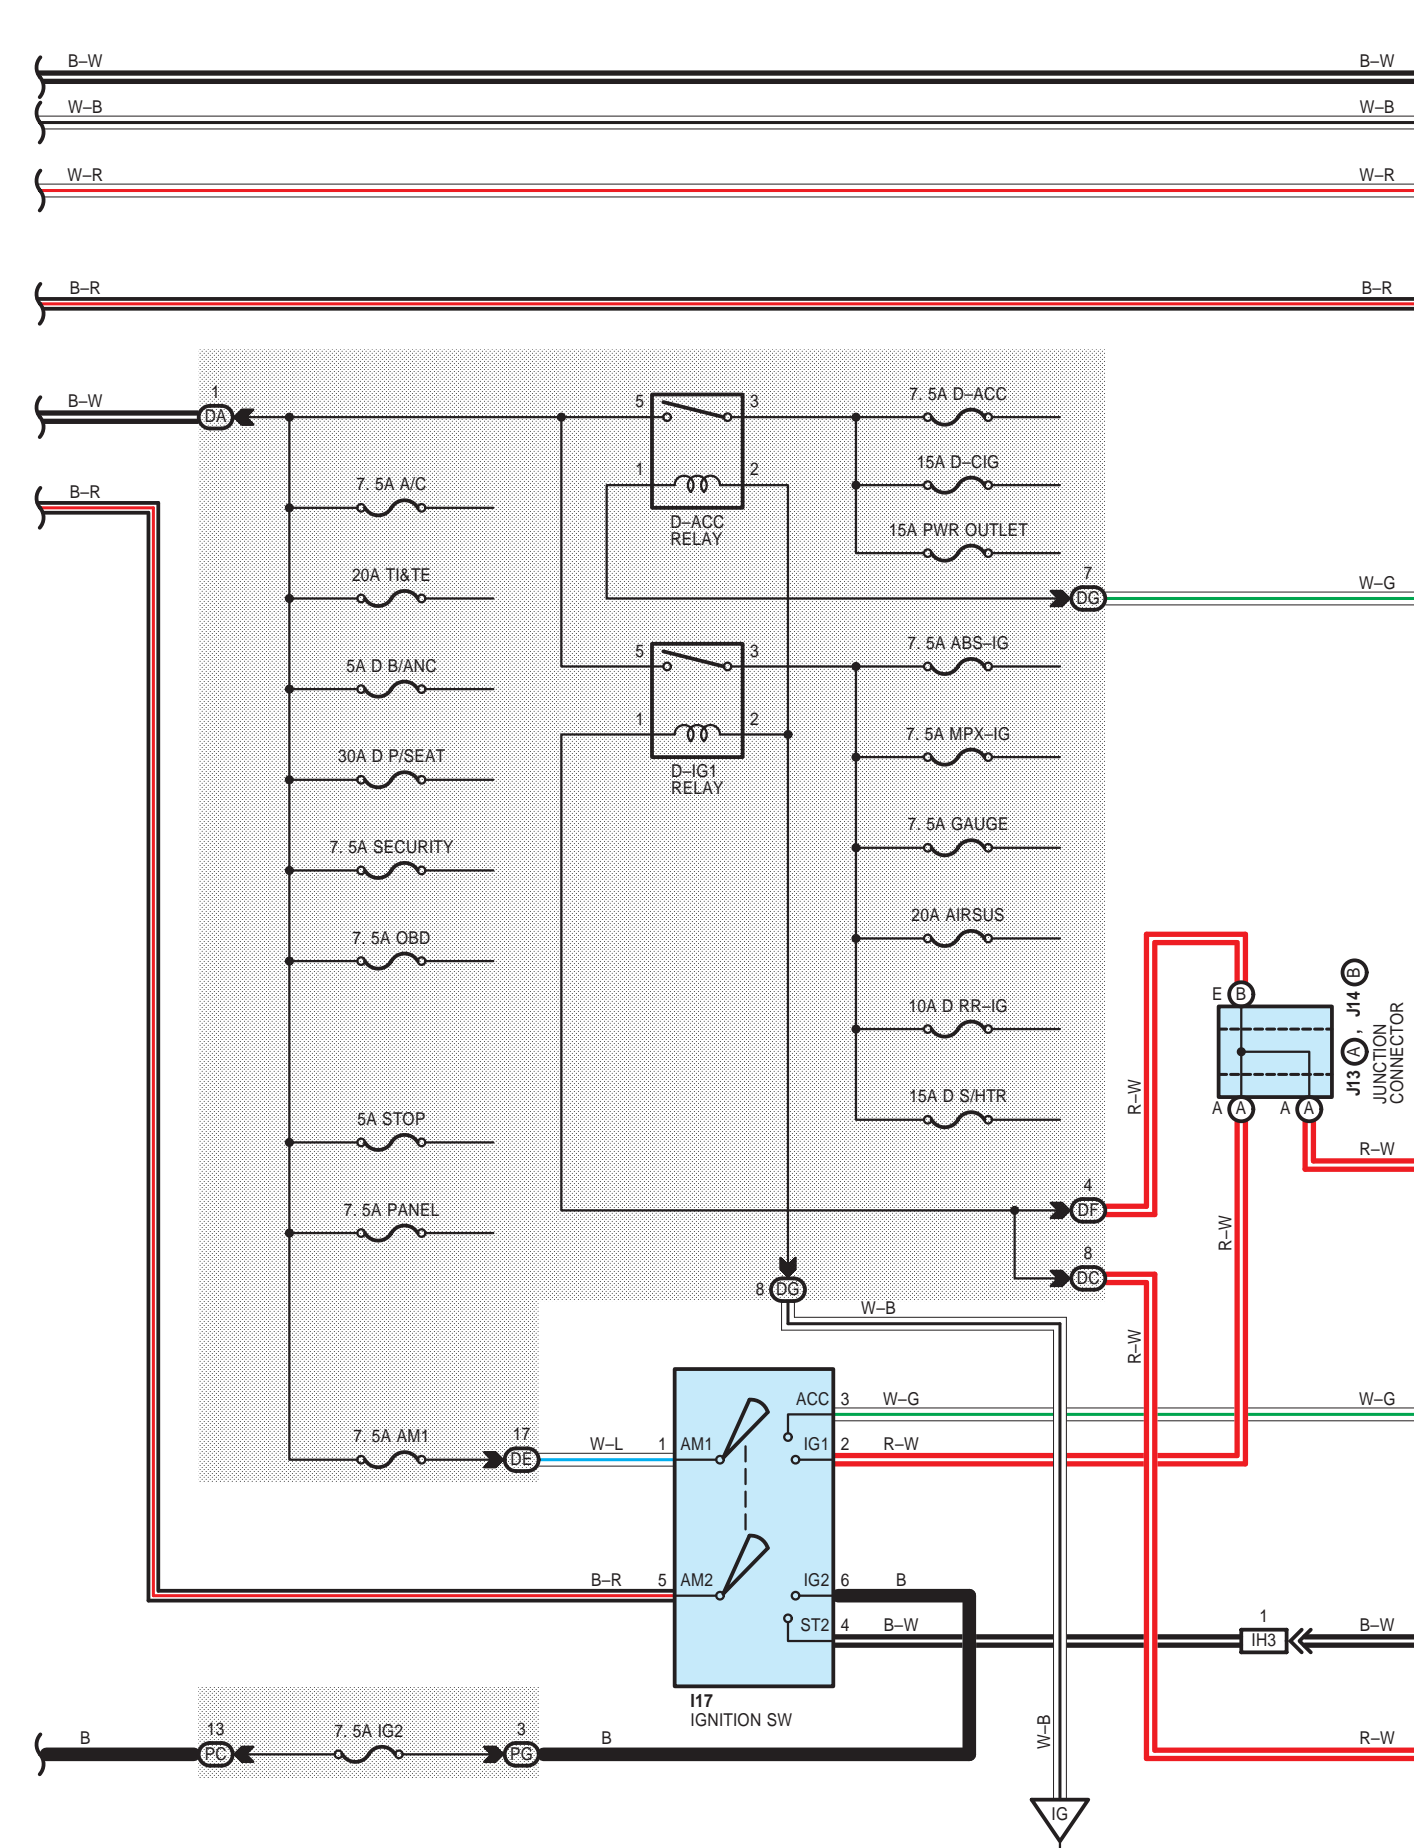 B–W
B–W
W–B
W–B
W–R
W–R
B–R
B–R
B–W
1
DA
5
3
7. 5A D–ACC
7. 5A A/C
1
2
15A D–CIG
B–R
D–ACC
RELAY
15A PWR OUTLET
20A TI&TE
7
DG
W–G
5A D B/ANC
5
3
7. 5A ABS–IG
1
2
7. 5A MPX–IG
30A D P/SEAT
D–IG1
RELAY
7. 5A SECURITY
7. 5A GAUGE
7. 5A OBD
20A AIRSUS
E
B
10A D RR–IG
J13 A , J14 B
JUNCTION
CONNECTOR
5A STOP
15A D S/HTR
R–W
A
A
A
A
R–W
7. 5A PANEL
4
DF
R–W
8
DC
8
DG
W–B
R–W
ACC
3
W–G
W–G
7. 5A AM1
17
DE
W–L
1
AM1
IG1
2
R–W
B–R
5
AM2
IG2
6
B
ST2
4
B–W
1
IH3
B–W
I17
IGNITION SW
B
13
PC
7. 5A IG2
3
PG
B
W–B
R–W
IG